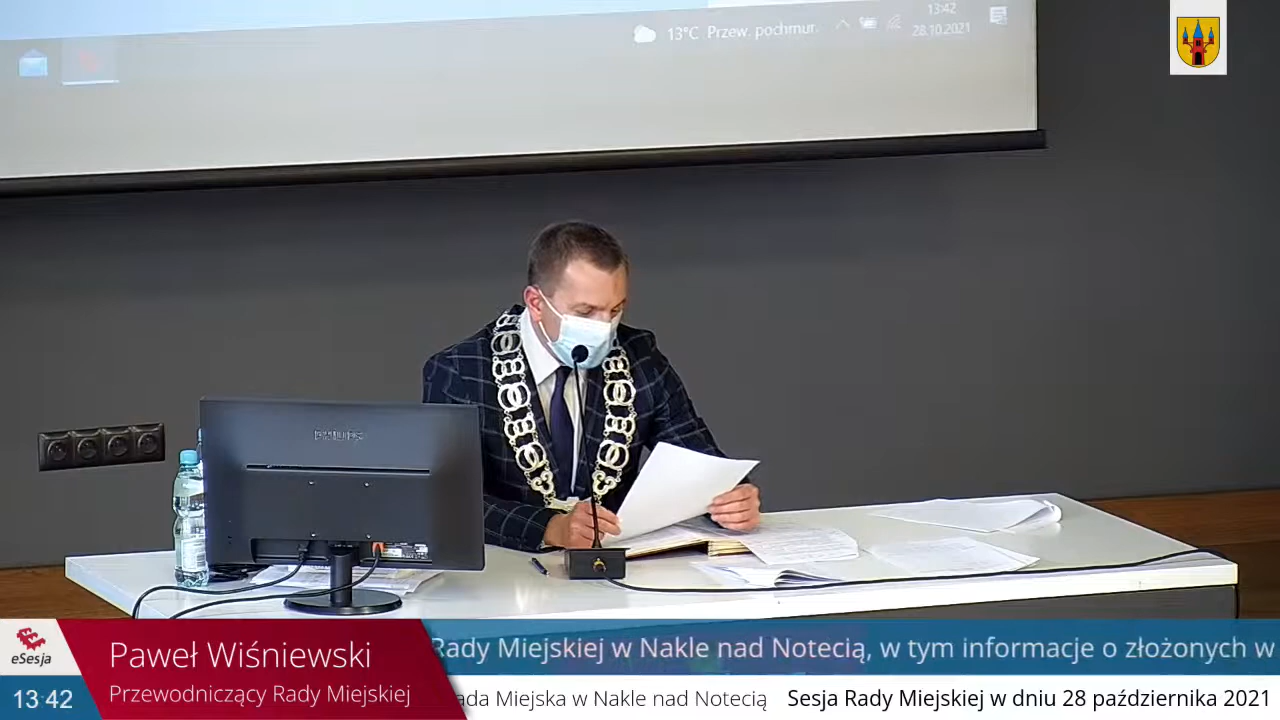 13:42
13°C Przew. pochmur.
28.10.2021
PHILIPS
eSesja
Paweł Wiśniewski
Rady Miejskiej w Nakle nad Notecią, w tym informacje o złożonych w
13:42
Przewodniczący Rady Miejskiej
ada Miejska w Nakle nad Notecią
Sesja Rady Miejskiej w dniu 28 października 2021